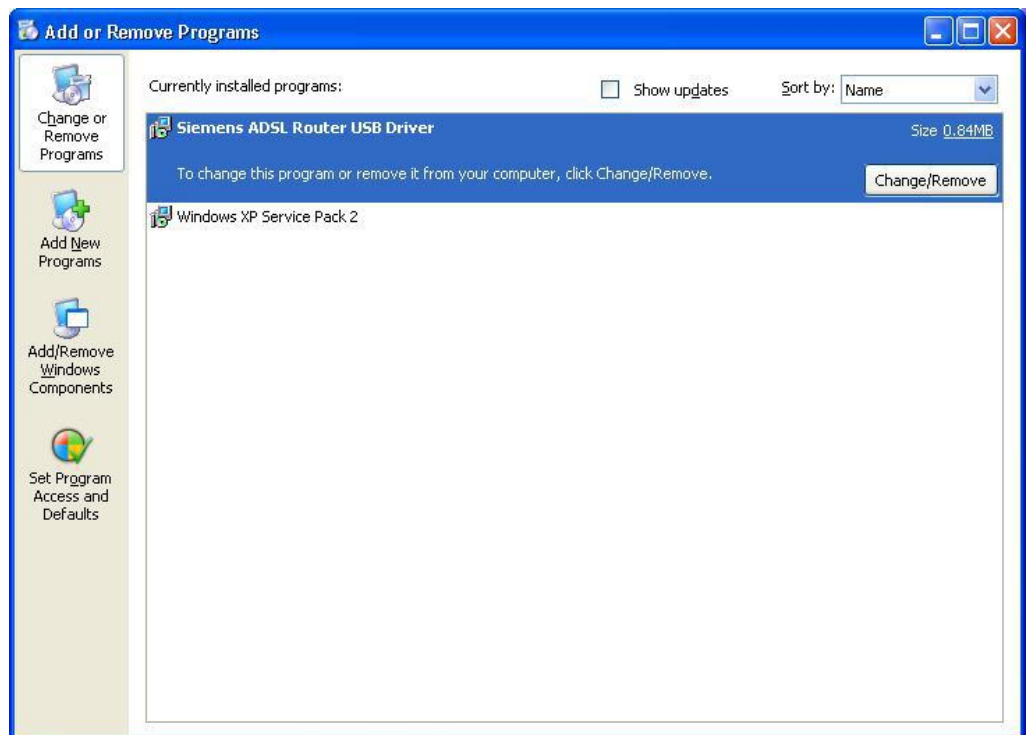 Add or Remove Programs
Change or
Remove
Programs
Add New
Programs
Add/Remove
Windows
Components
Set Program
Access and
Defaults
Currently installed programs:
Show updates
Sort by:
Name
Siemens ADSL Router USB Driver
Size 0.84MB
To change this program or remove it from your computer, click Change/Remove.
Change/Remove
Windows XP Service Pack 2